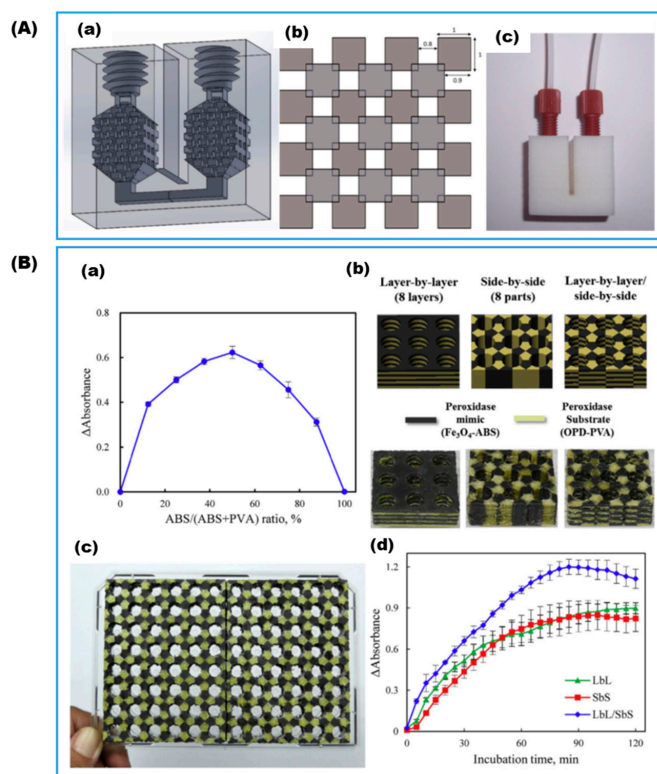 (A)
(a)
(b)
(c)
1
0.8
1
0.9
(B)
(a)
ΔAbsorbance
0.8
0.6
0.4
0.2
0.0
0 20 40 60 80 100
ABS/(ABS+PVA) ratio, %
(b)
Layer-by-layer
(8 layers)
Side-by-side
(8 parts)
Layer-by-layer/
side-by-side
Peroxidase
mimic
(Fe₃O₄-ABS)
Peroxidase
Substrate
(OPD-PVA)
(c)
(d)
ΔAbsorbance
1.2
0.9
0.6
0.3
0
LbL
SbS
LbL/SbS
0 30 60 90 120
Incubation time, min